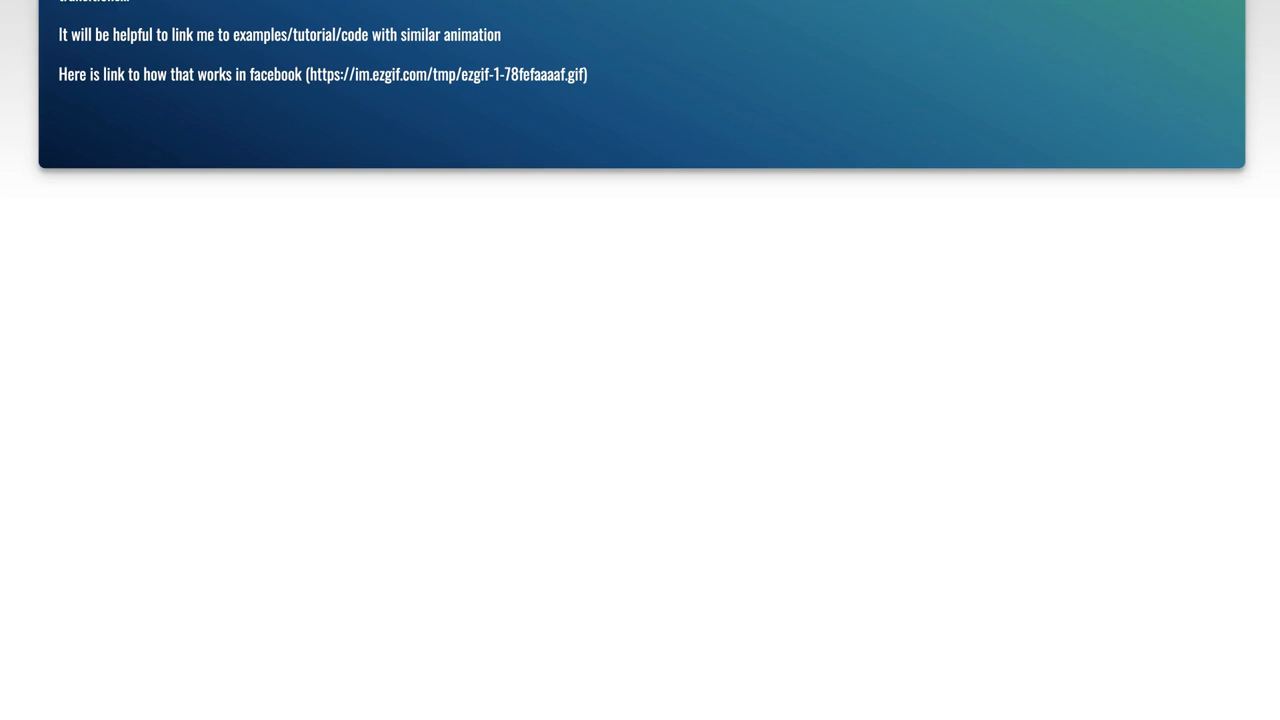 It will be helpful to link me to examples/tutorial/code with similar animation
Here is link to how that works in facebook (https://im.ezgif.com/tmp/ezgif-1-78fefaaaaf.gif)